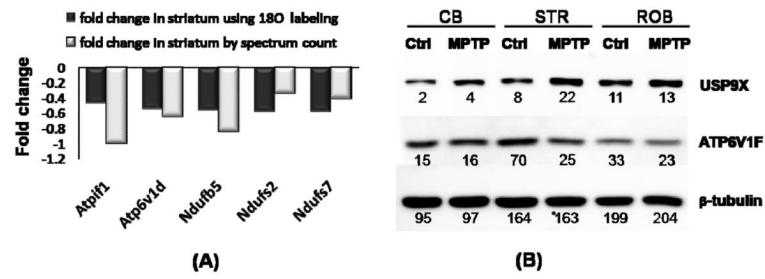 fold change in striatum using 18O labeling
fold change in striatum by spectrum count
Fold change
0
-0.2
-0.4
-0.6
-0.8
-1
-1.2
Atpif1
Atp6v1d
Ndufb5
Ndufs2
Ndufs7
(A)
CB STR ROB
Ctrl MPTP Ctrl MPTP Ctrl MPTP
USP9X
2 4 8 22 11 13
ATP6V1F
15 16 70 25 33 23
β-tubulin
95 97 164 163 199 204
(B)